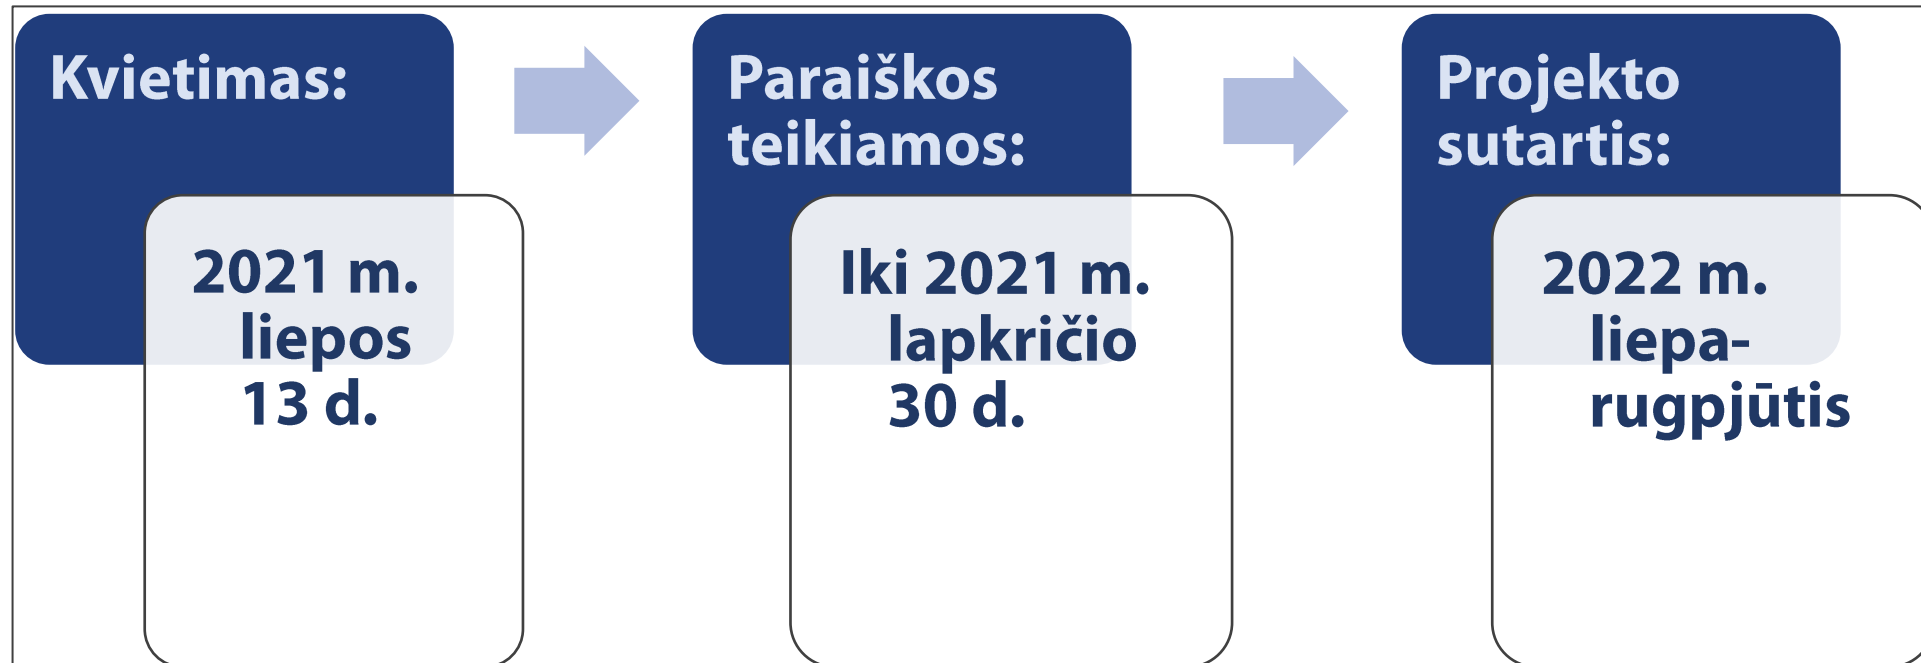 Kvietimas:
2021 m.
liepos
13 d.
Paraiškos
teikiamos:
Iki 2021 m.
lapkričio
30 d.
Projekto
sutartis:
2022 m.
liepa-
rugpjūtis